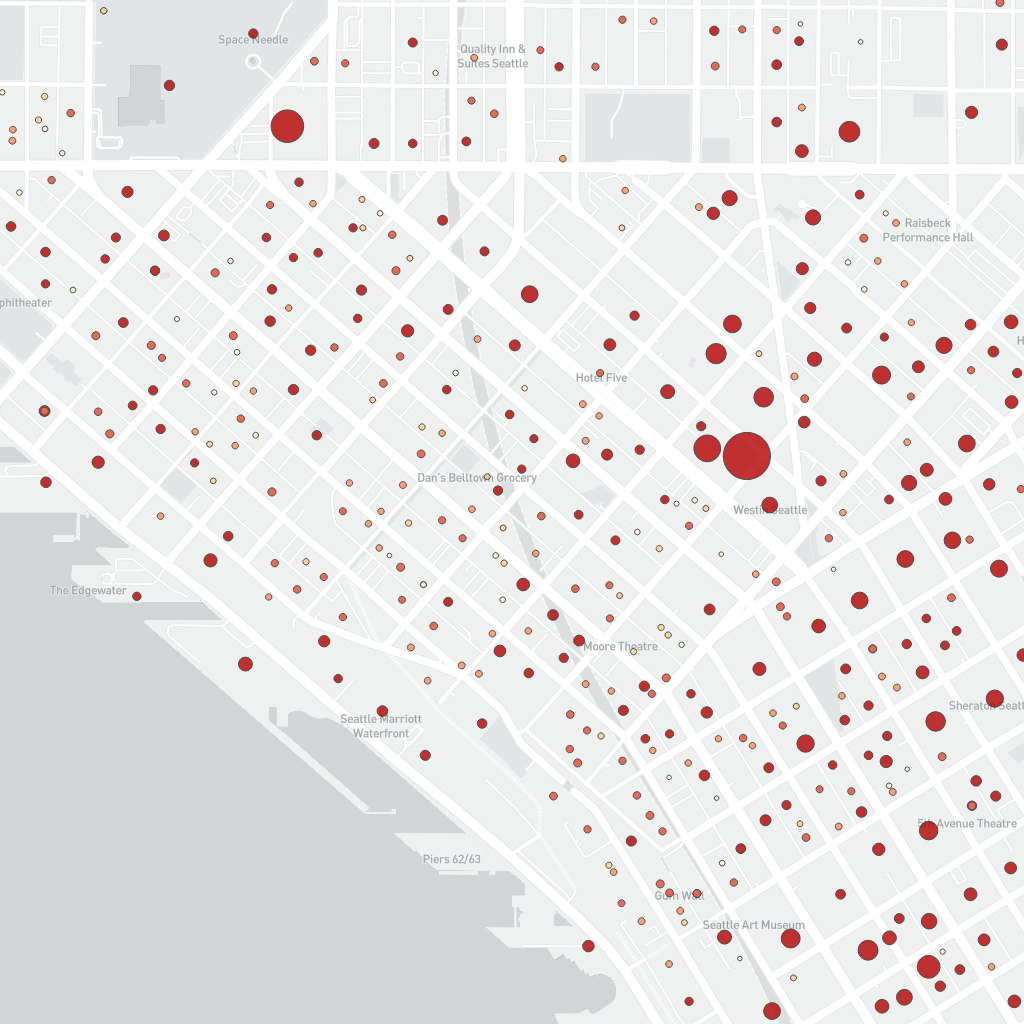 Space Needle
Quality Inn &
Suites Seattle
Raisbeck
Performance Hall
phitheater
H
Hotel Five
Dan's Belltown Grocery
Westin Seattle
The Edgewater
Moore Theatre
Sheraton Seatt
Seattle Marriott
Waterfront
5th Avenue Theatre
Piers 62/63
Gum Wall
Seattle Art Museum